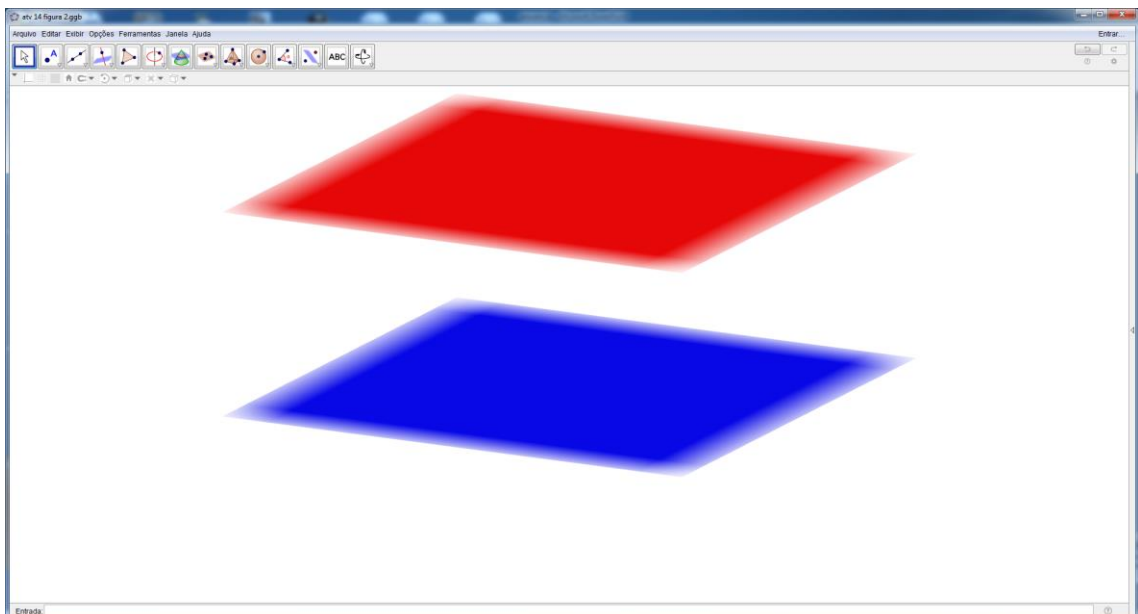 atv 14 figura 2.ggb
Arquivo Editar Exibir Opções Ferramentas Janela Ajuda
Entrar...
A
ABC
Entrada: